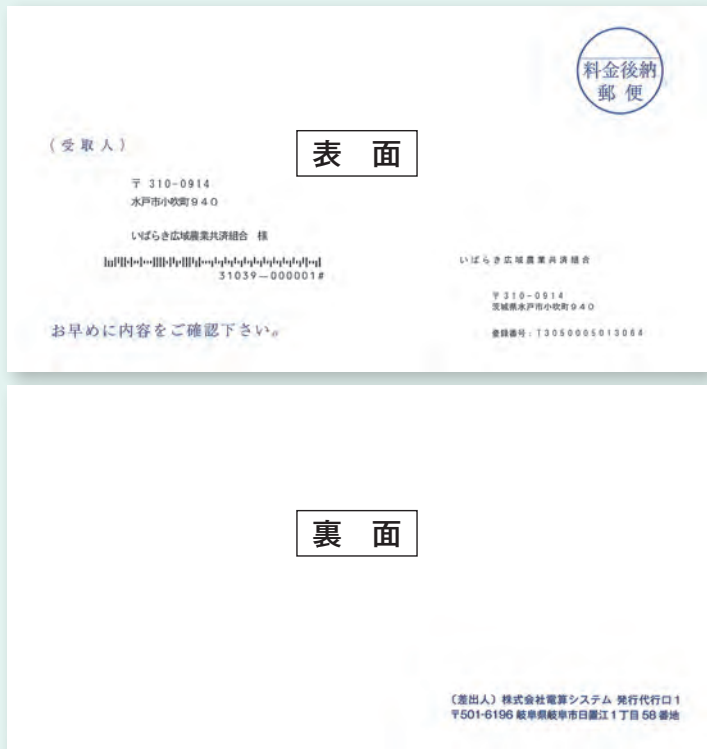 料金後納
郵便
(受取人)
表 面
〒 310-0914
水戸市小吹町940
いばらき広域農業共済組合 様
31039-000001#
お早めに内容をご確認下さい。
いばらき広域農業共済組合
〒310-0914
茨城県水戸市小吹町940
登録番号:T3050005013064
裏 面
(差出人)株式会社電算システム 発行代行口1
〒501-6196 岐阜県岐阜市日置江1丁目58番地